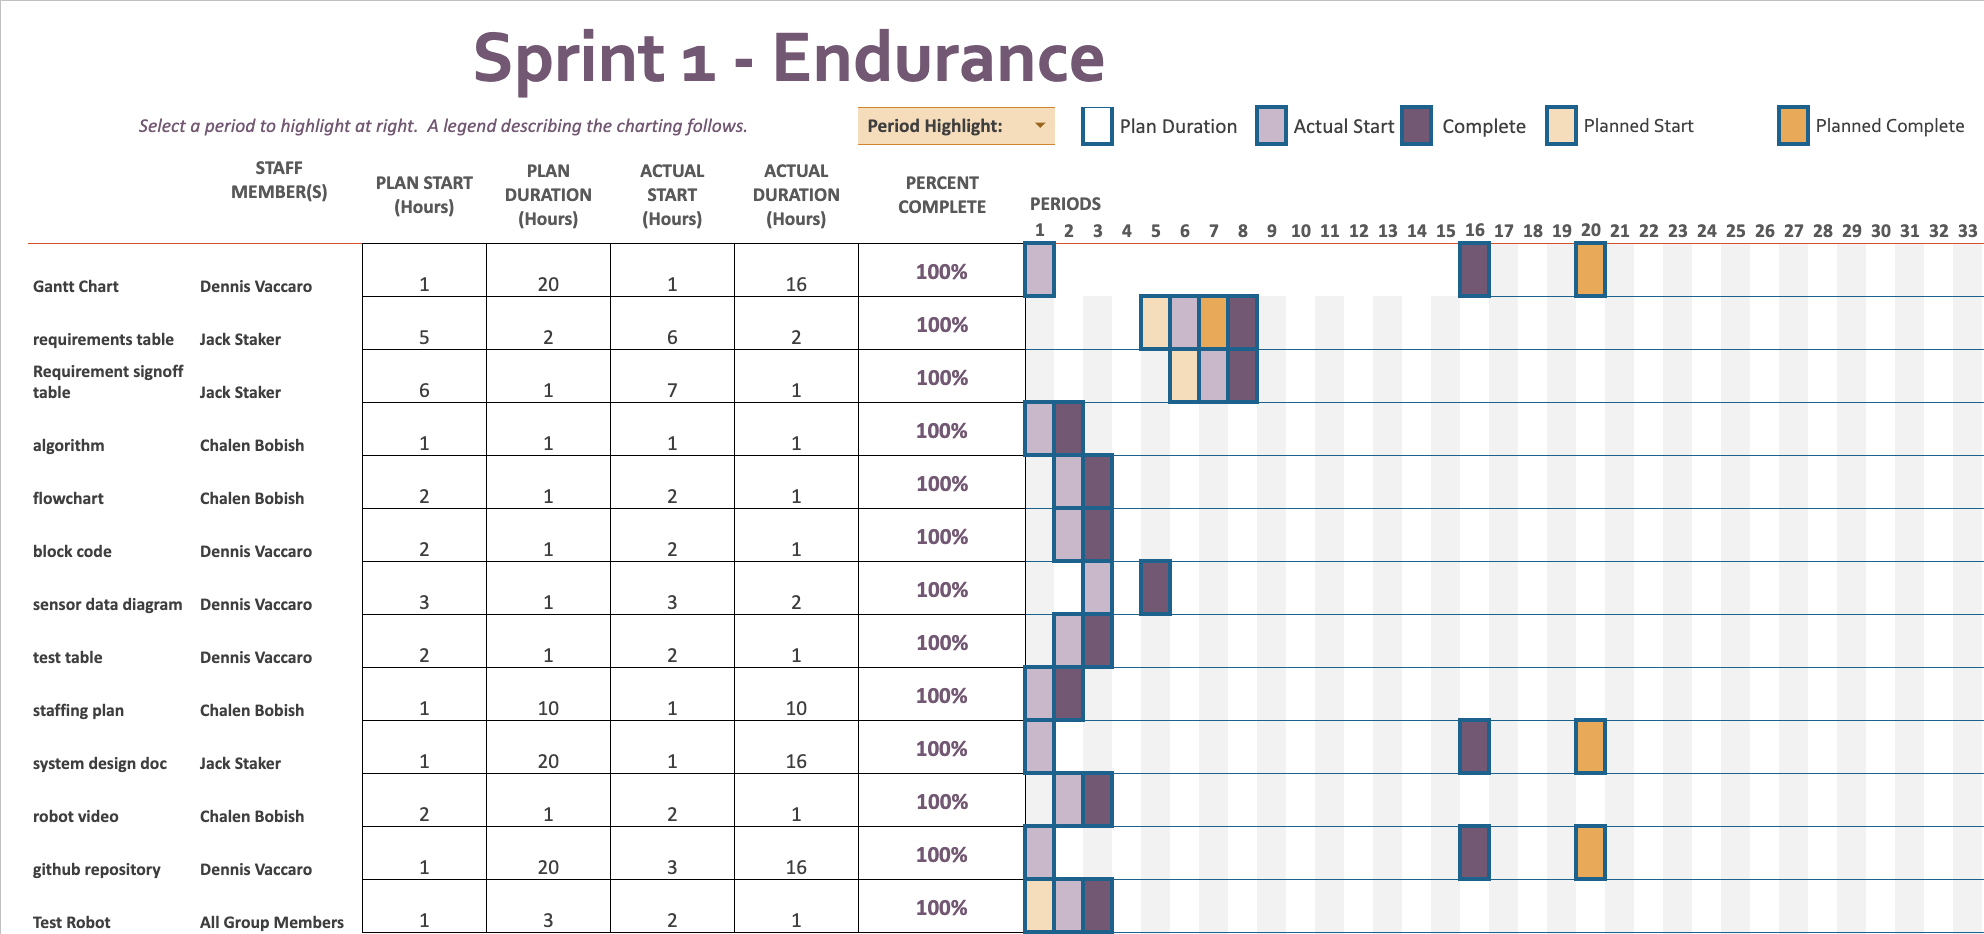 Sprint 1 - Endurance
Select a period to highlight at right. A legend describing the charting follows.
Period Highlight:
Plan Duration
Actual Start
Complete
Planned Start
Planned Complete
STAFF
MEMBER(S)
PLAN START
(Hours)
PLAN
DURATION
(Hours)
ACTUAL
START
(Hours)
ACTUAL
DURATION
(Hours)
PERCENT
COMPLETE
PERIODS
1 2 3 4 5 6 7 8 9 10 11 12 13 14 15 16 17 18 19 20 21 22 23 24 25 26 27 28 29 30 31 32 33
Gantt Chart Dennis Vaccaro 1 20 1 16 100%
requirements table Jack Staker 5 2 6 2 100%
Requirement signoff
table Jack Staker 6 1 7 1 100%
algorithm Chalen Bobish 1 1 1 1 100%
flowchart Chalen Bobish 2 1 2 1 100%
block code Dennis Vaccaro 2 1 2 1 100%
sensor data diagram Dennis Vaccaro 3 1 3 2 100%
test table Dennis Vaccaro 2 1 2 1 100%
staffing plan Chalen Bobish 1 10 1 10 100%
system design doc Jack Staker 1 20 1 16 100%
robot video Chalen Bobish 2 1 2 1 100%
github repository Dennis Vaccaro 1 20 3 16 100%
Test Robot All Group Members 1 3 2 1 100%